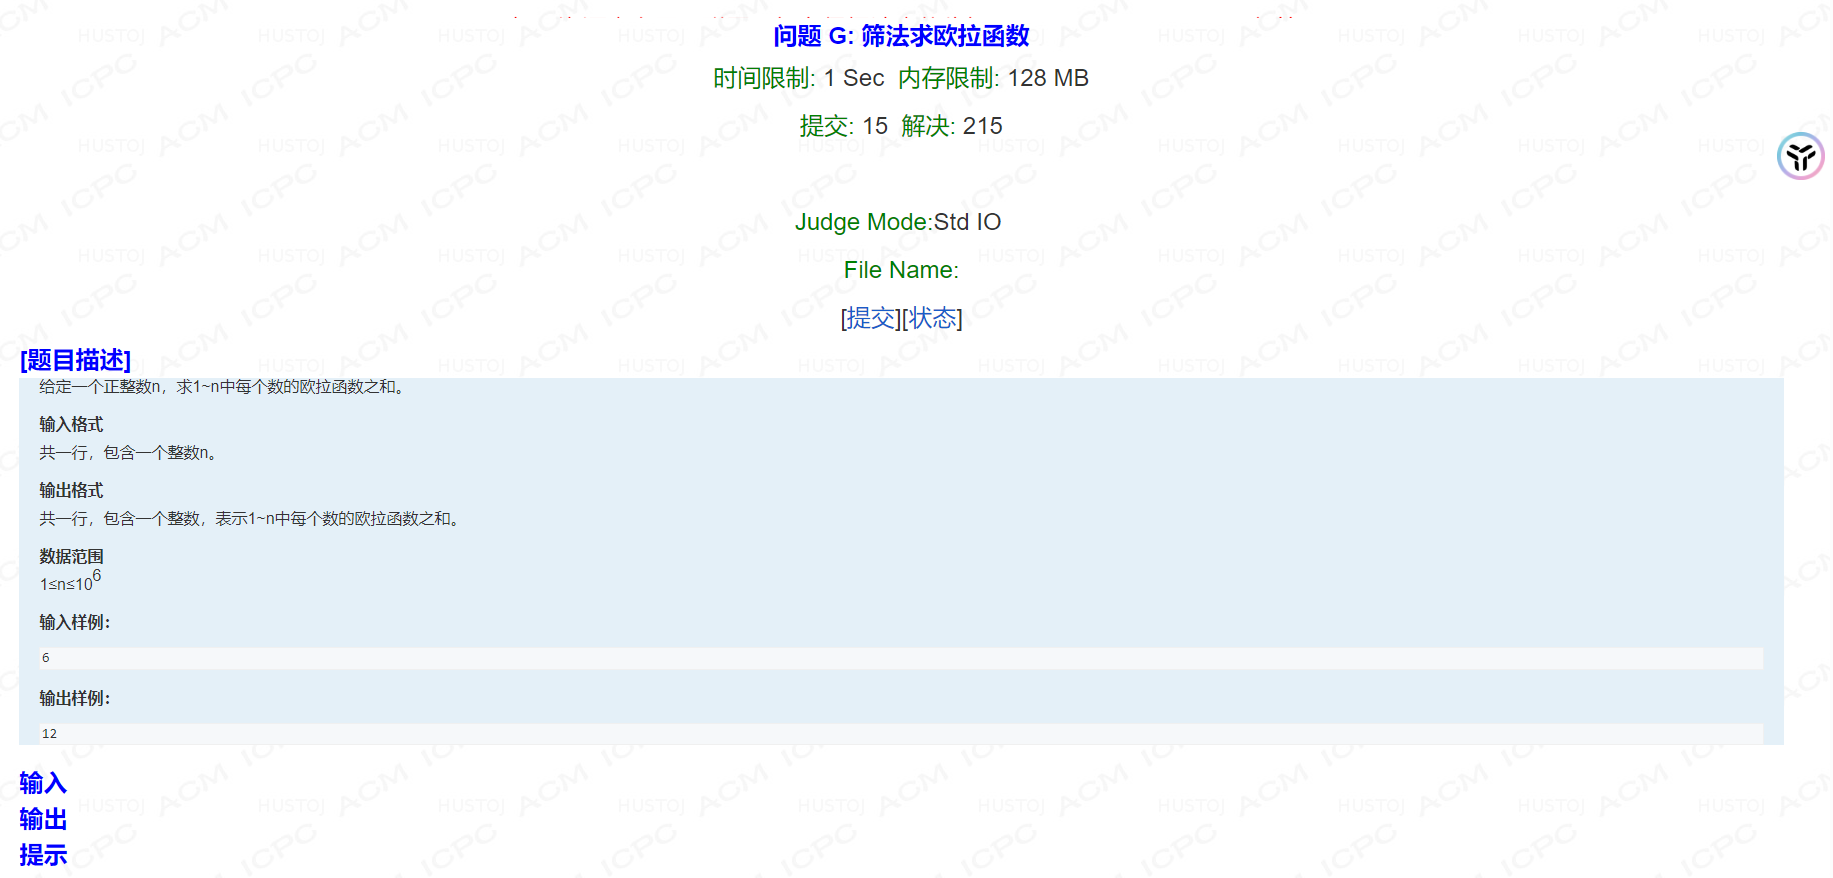 问题 G: 筛法求欧拉函数
时间限制: 1 Sec 内存限制: 128 MB
提交: 15 解决: 215
Judge Mode:Std IO
File Name:
[提交][状态]
[题目描述]
给定一个正整数n，求1~n中每个数的欧拉函数之和。
输入格式
共一行，包含一个整数n。
输出格式
共一行，包含一个整数，表示1~n中每个数的欧拉函数之和。
数据范围
1≤n≤10^6
输入样例：
6
输出样例：
12
输入
输出
提示
HUSTOJ ACM ICPC